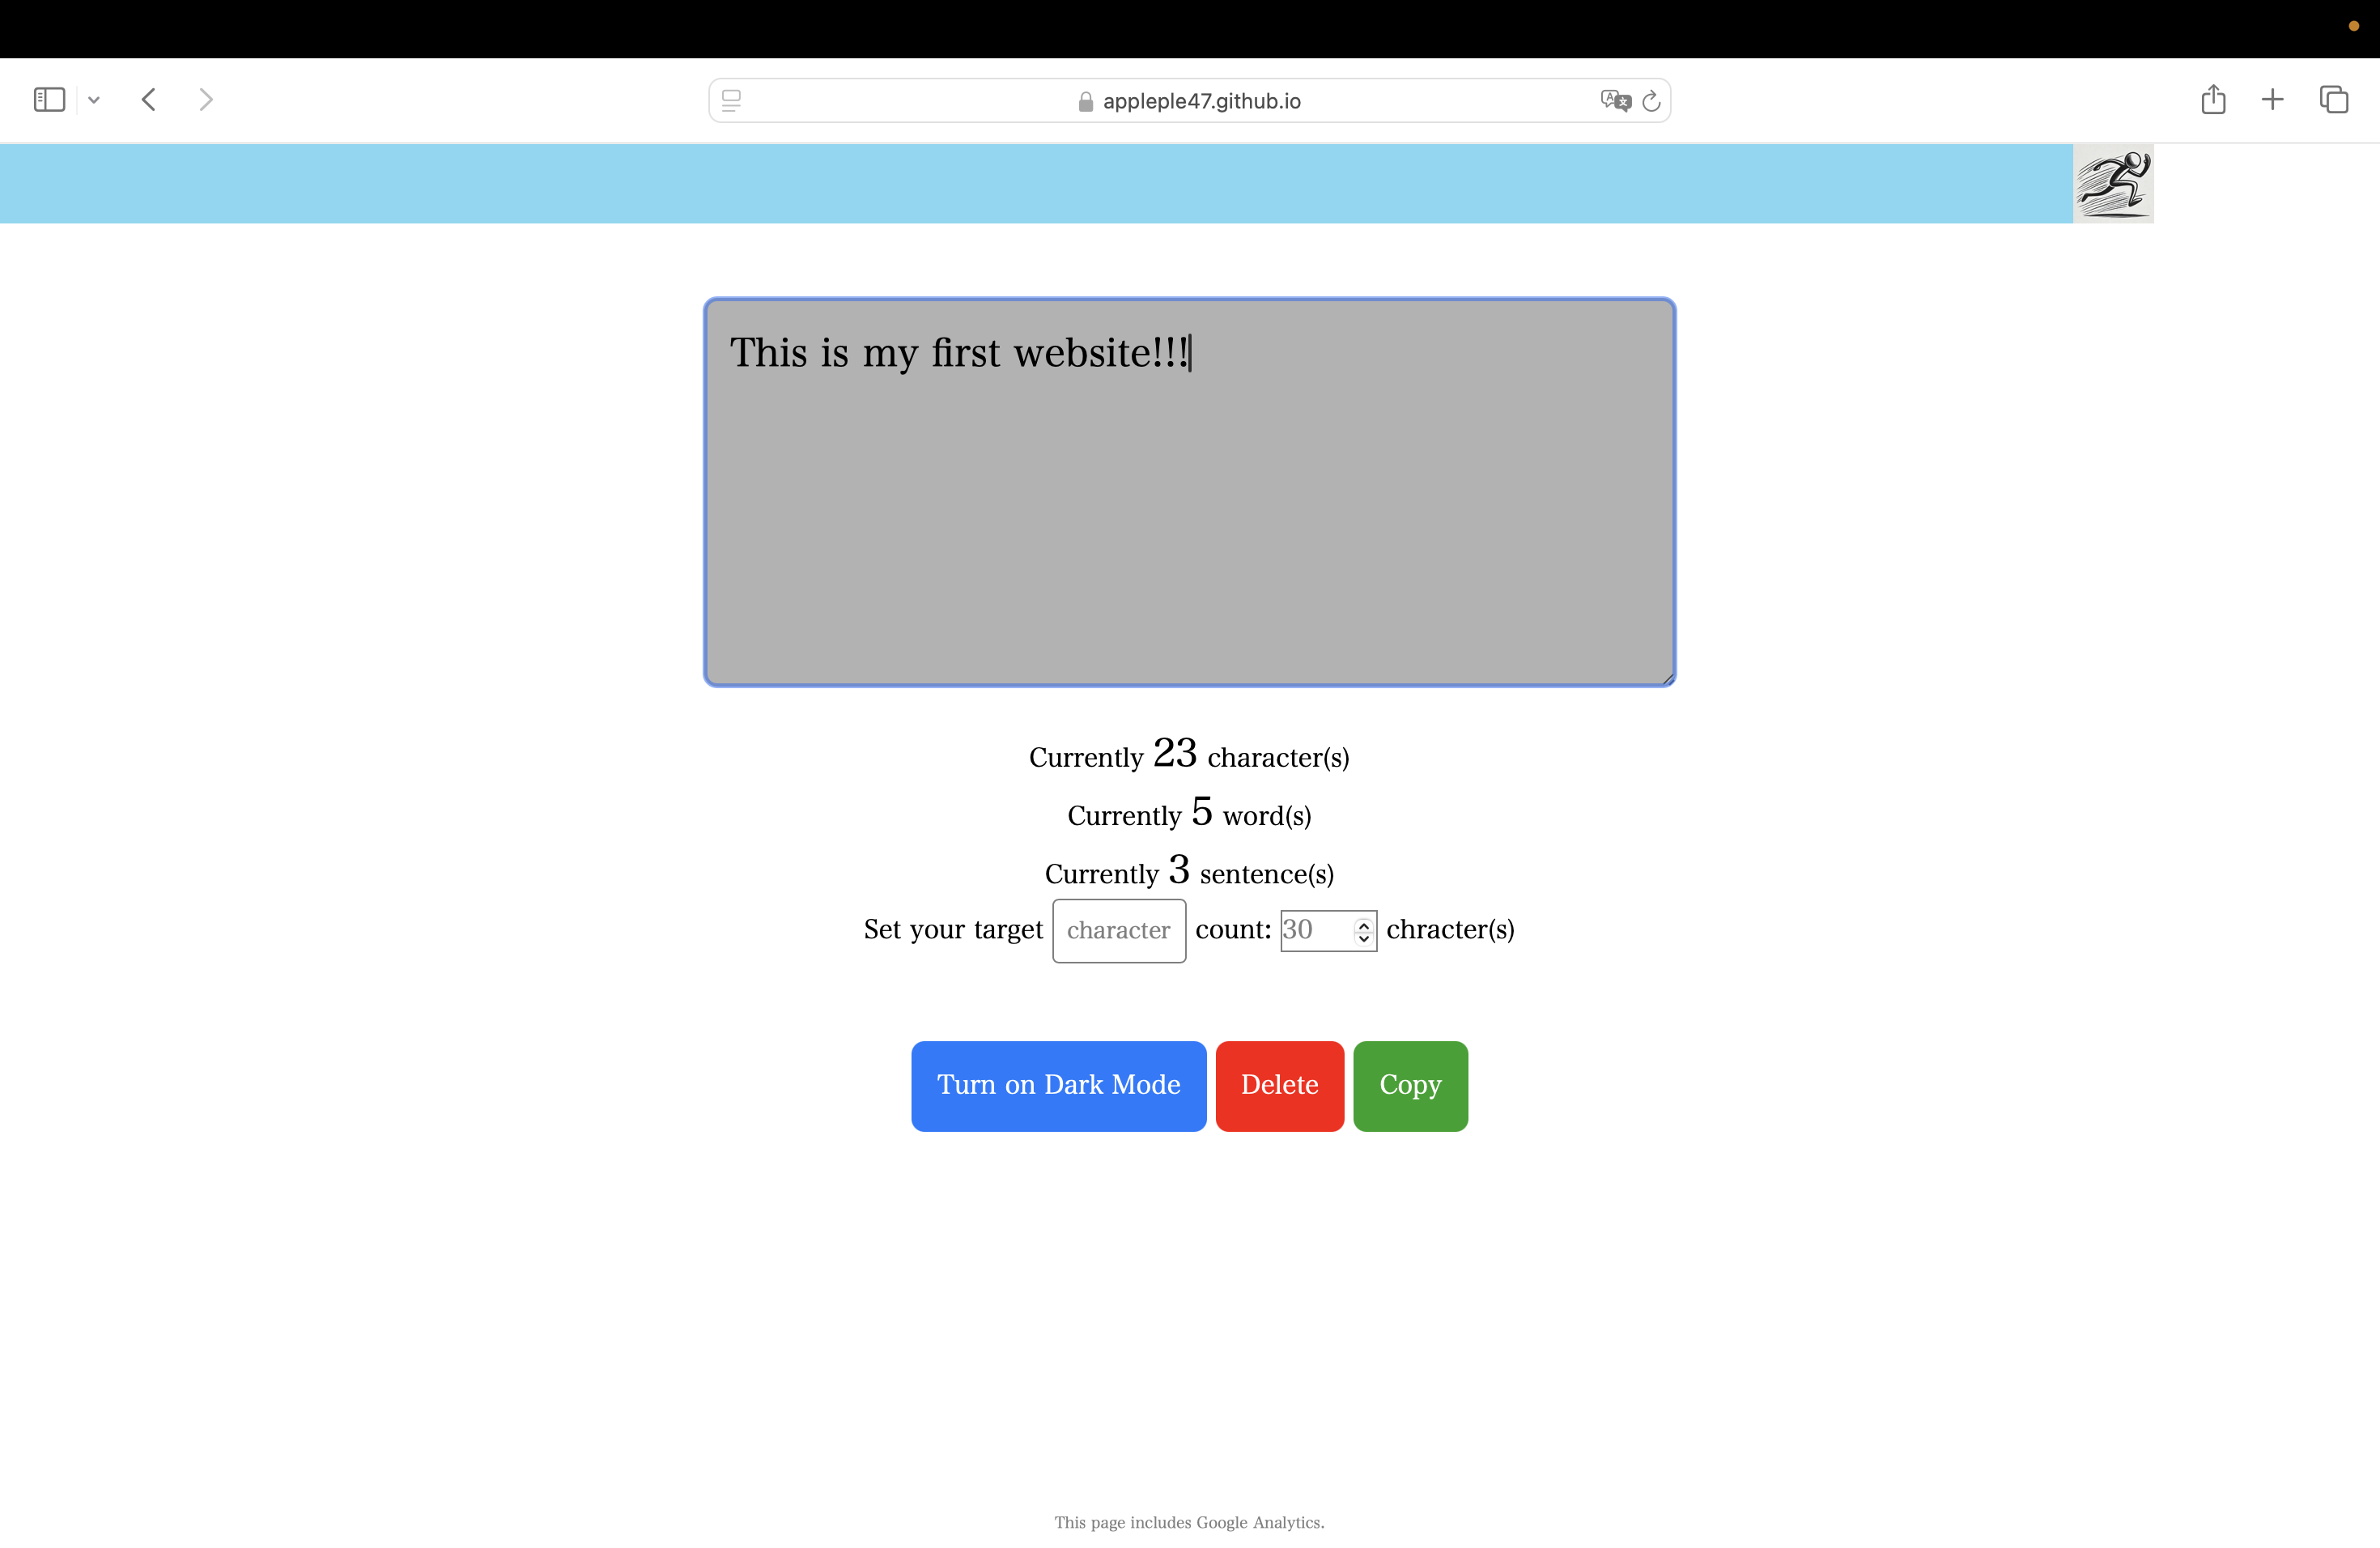 appleple47.github.io
This is my first website!!!
Currently 23 character(s)
Currently 5 word(s)
Currently 3 sentence(s)
Set your target character count: 30 chracter(s)
Turn on Dark Mode Delete Copy
This page includes Google Analytics.